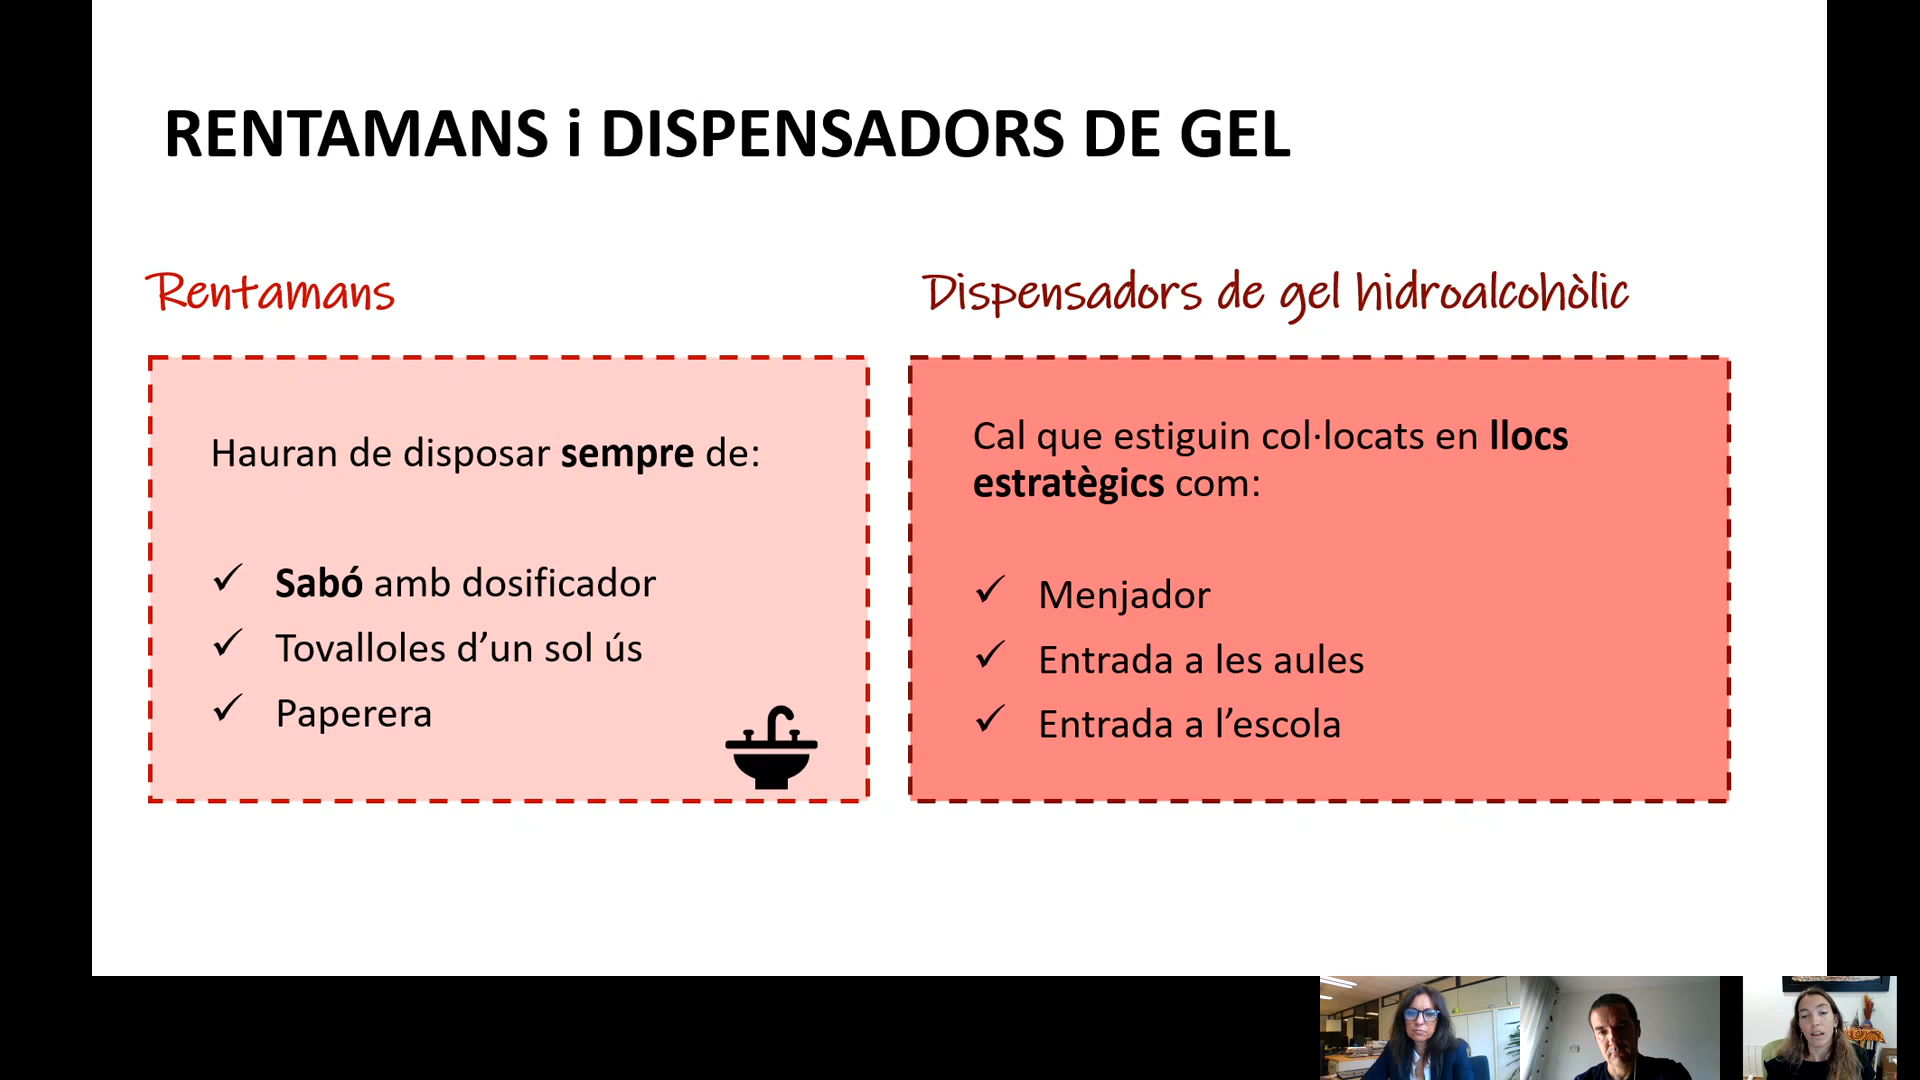 RENTAMANS i DISPENSADORS DE GEL
Rentamans
Hauran de disposar sempre de:
✓ Sabó amb dosificador
✓ Tovalloles d’un sol ús
✓ Paperera
Dispensadors de gel hidroalcohòlic
Cal que estiguin col·locats en llocs
estratègics com:
✓ Menjador
✓ Entrada a les aules
✓ Entrada a l’escola